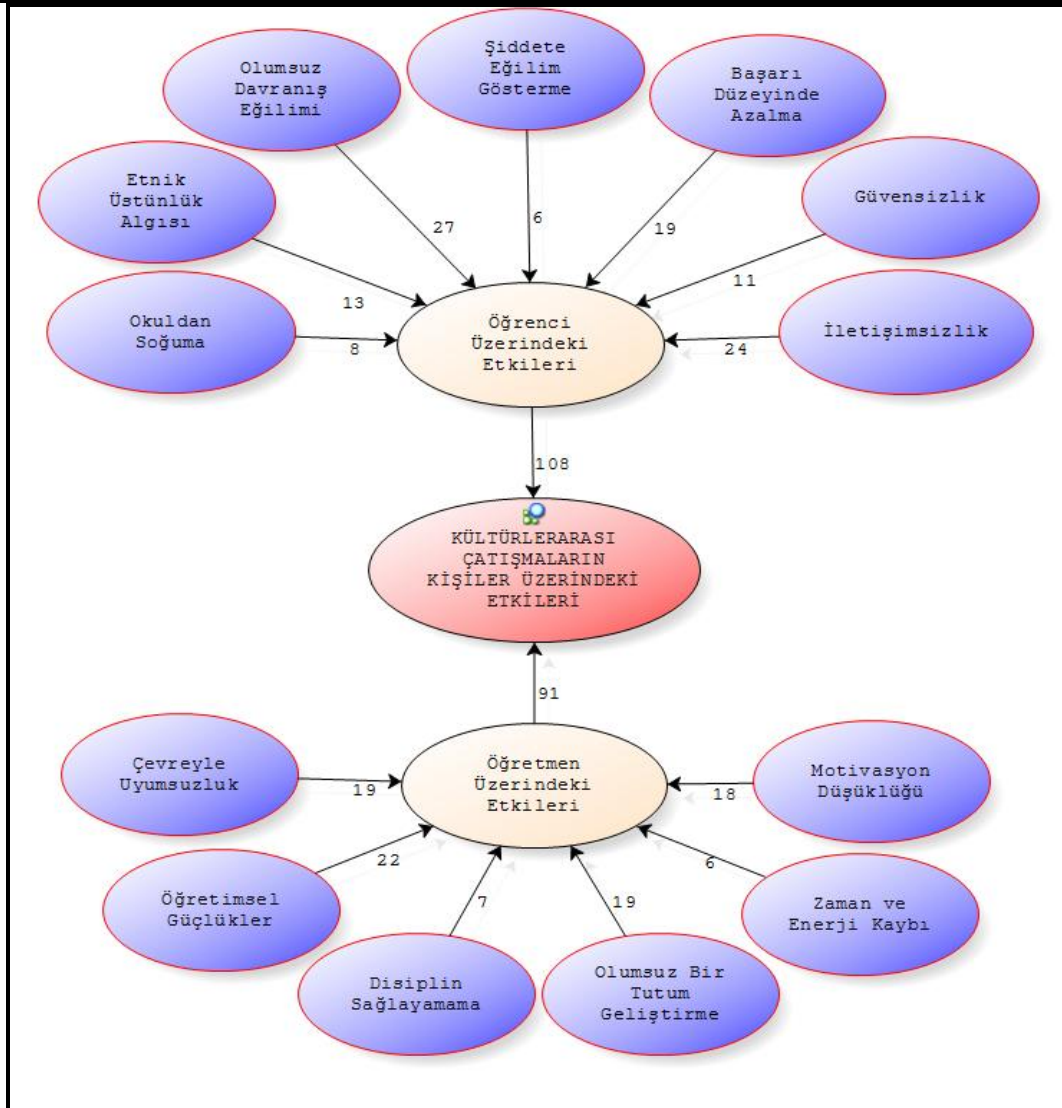 Şiddete
Eğilim
Gösterme
Olumsuz
Davranış
Eğilimi
Başarı
Düzeyinde
Azalma
Etnik
Üstünlük
Algısı
Güvensizlik
27
6
19
13
11
Okuldan
Soğuma
8
Öğrenci
Üzerindeki
Etkileri
24
İletişimsizlik
108
KÜLTÜRLERARASI
ÇATIŞMALARIN
KİŞİLER ÜZERİNDEKİ
ETKİLERİ
91
Çevreyle
Uyumsuzluk
19
Öğretmen
Üzerindeki
Etkileri
18
Motivasyon
Düşüklüğü
22
6
Öğretimsel
Güçlükler
7
19
Zaman ve
Enerji Kaybı
Disiplin
Sağlayamama
Olumsuz Bir
Tutum
Geliştirme